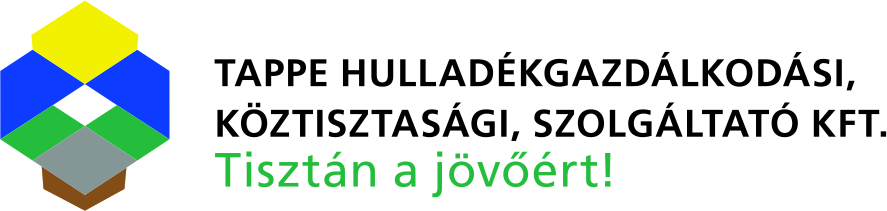 TAPPE HULLADÉKGAZDÁLKODÁSI,
KÖZTISZTASÁGI, SZOLGÁLTATÓ KFT.
Tisztán a jövőért!